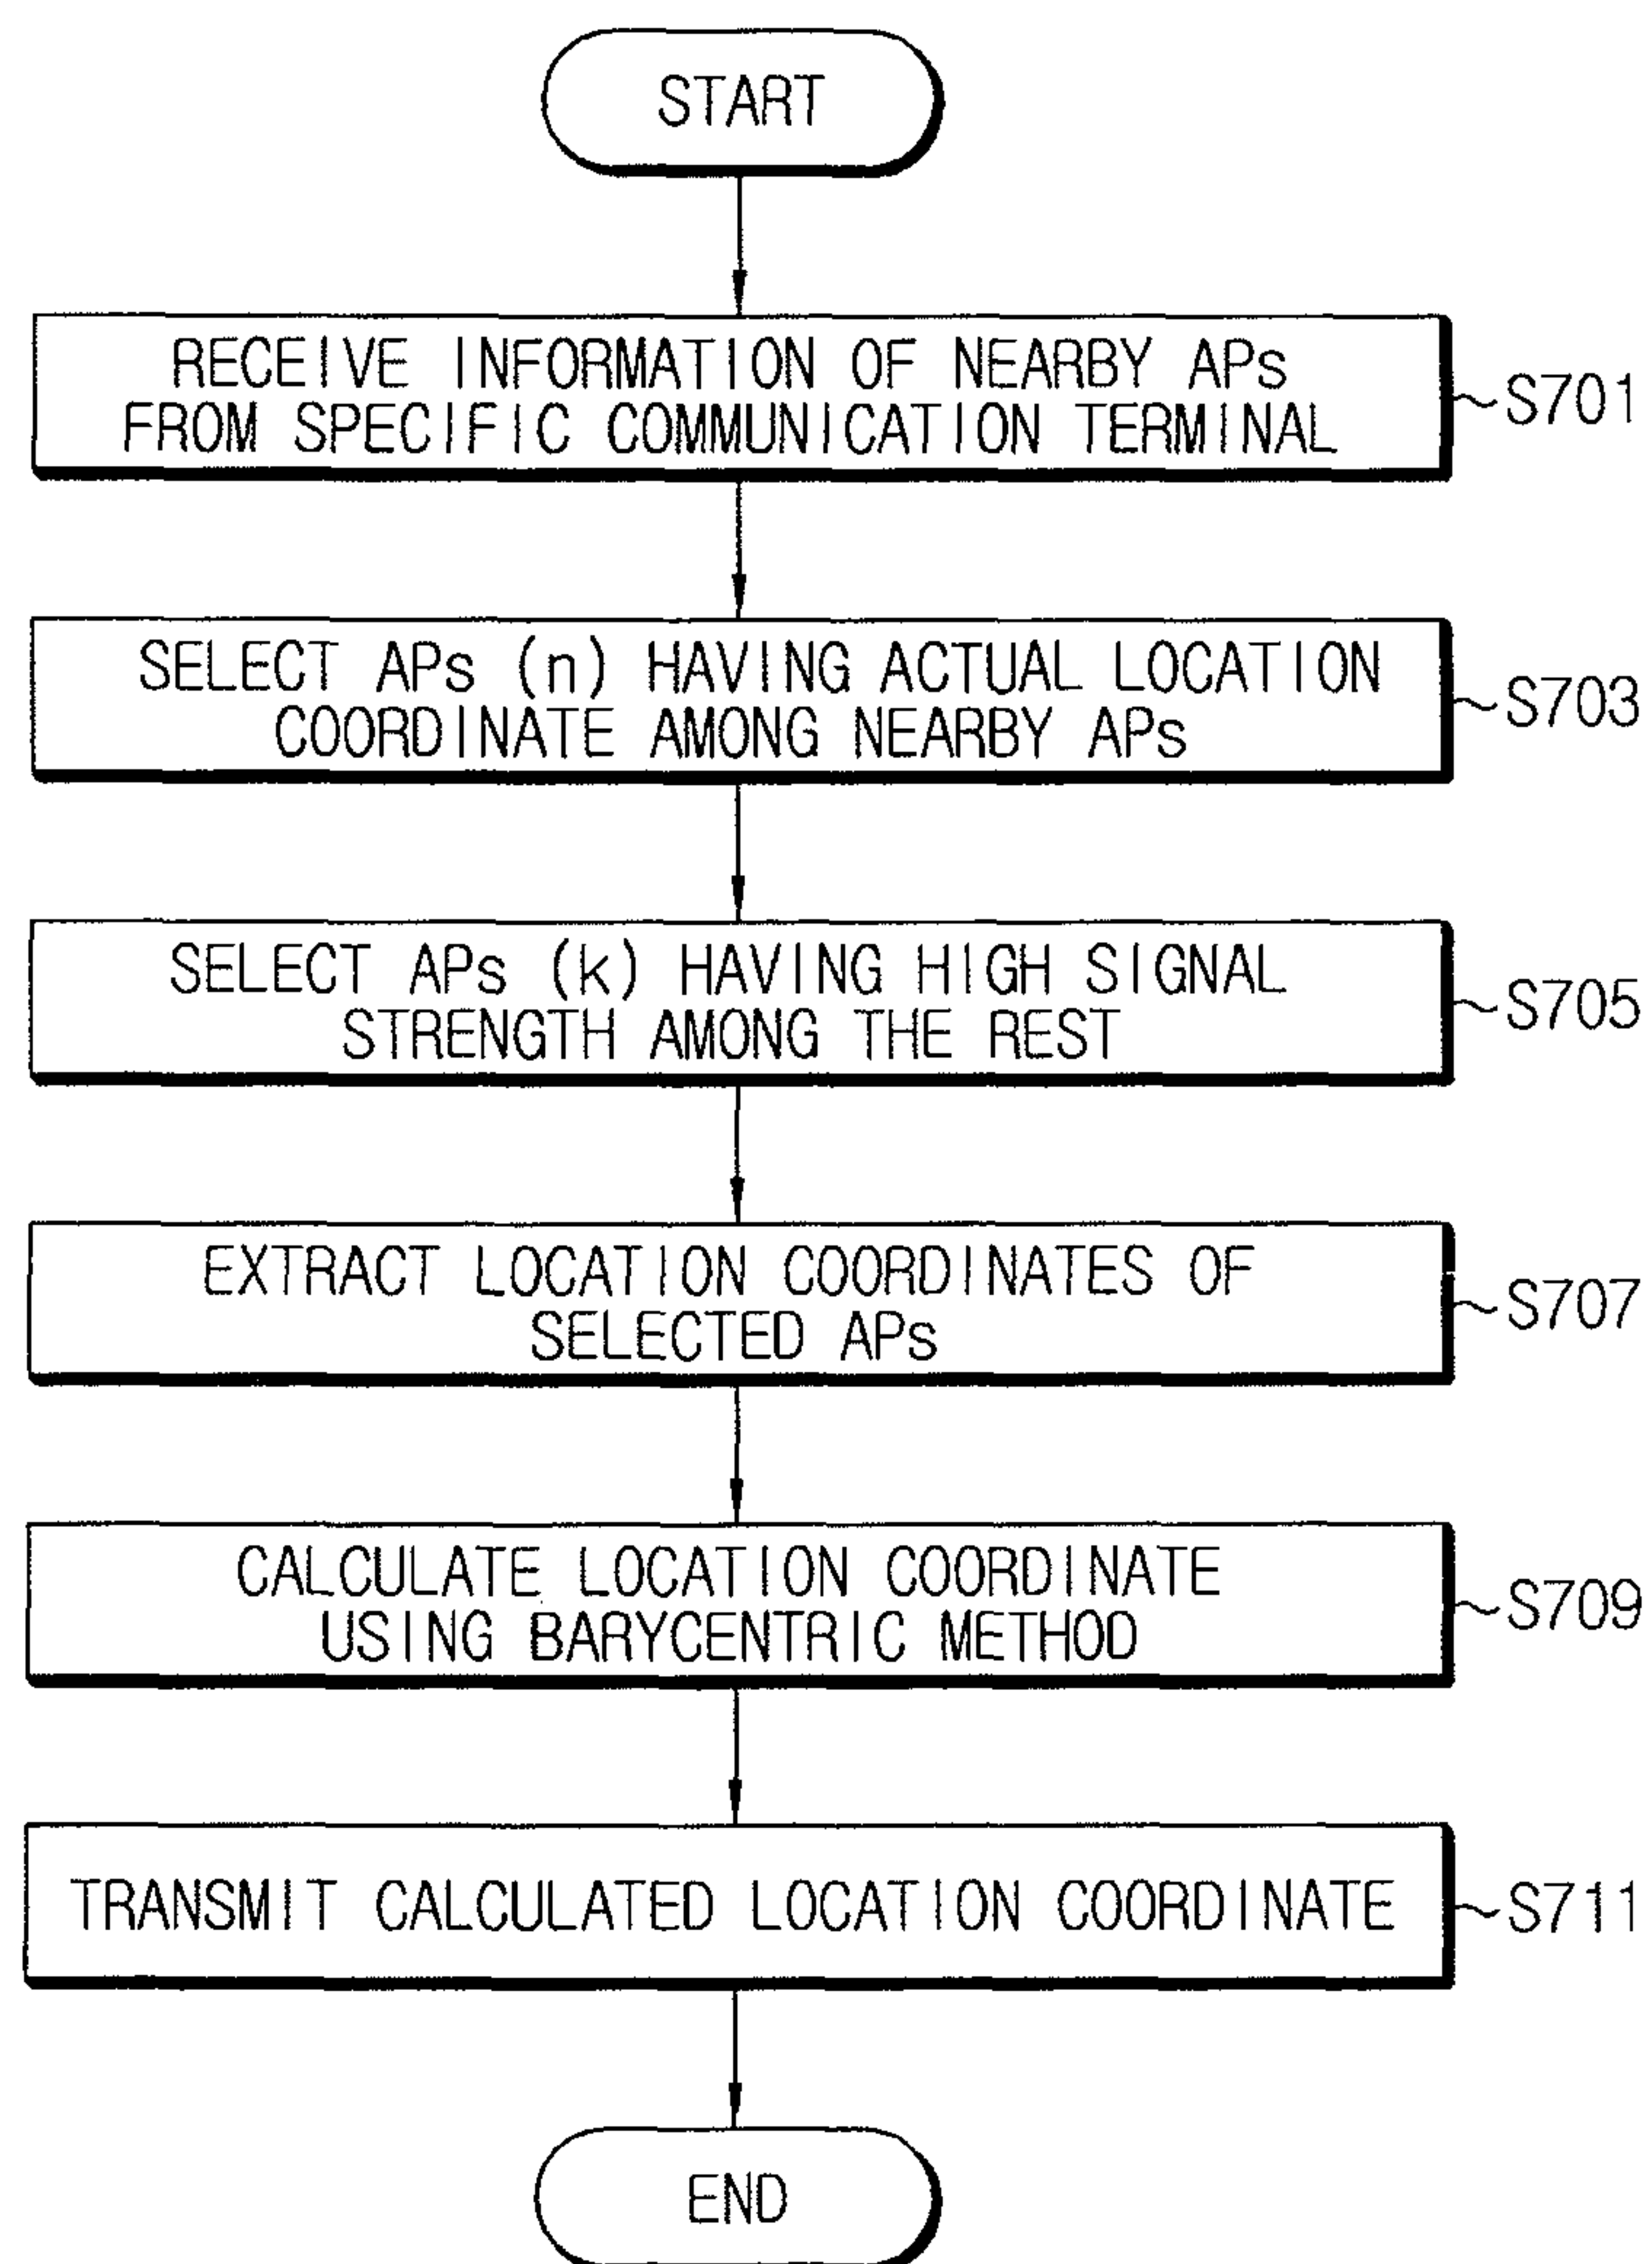 START
RECEIVE INFORMATION OF NEARBY APs
FROM SPECIFIC COMMUNICATION TERMINAL
S701
SELECT APs (n) HAVING ACTUAL LOCATION
COORDINATE AMONG NEARBY APs
S703
SELECT APs (k) HAVING HIGH SIGNAL
STRENGTH AMONG THE REST
S705
EXTRACT LOCATION COORDINATES OF
SELECTED APs
S707
CALCULATE LOCATION COORDINATE
USING BARYCENTRIC METHOD
S709
TRANSMIT CALCULATED LOCATION COORDINATE
S711
END